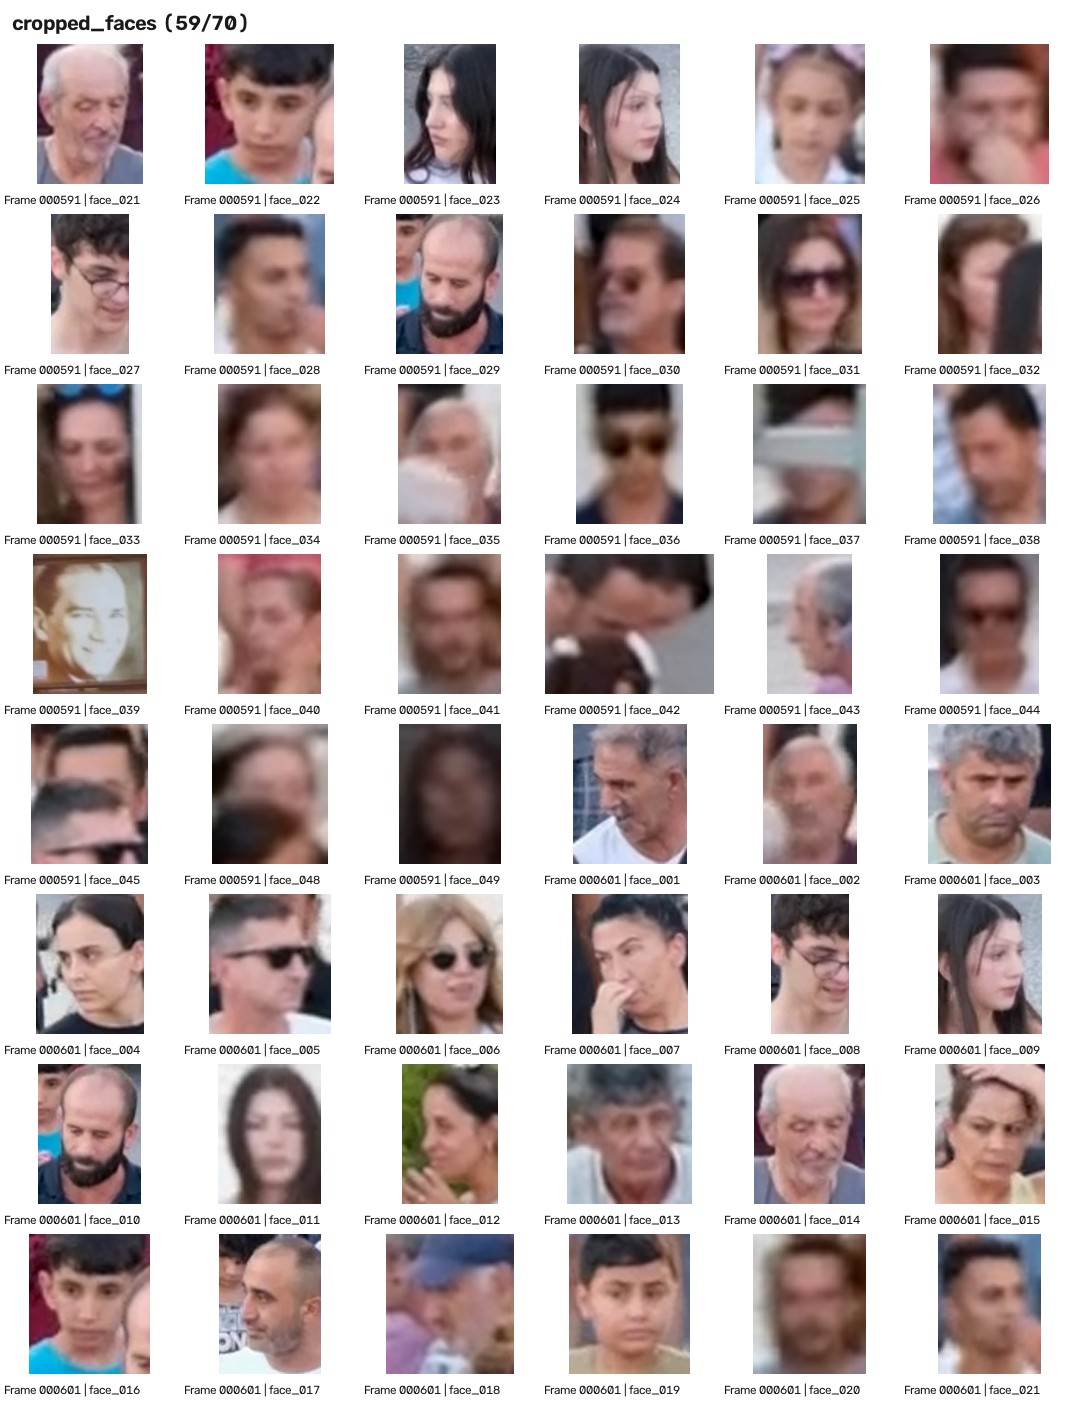 cropped_faces (59/70)
Frame 000591 | face_021
Frame 000591 | face_022
Frame 000591 | face_023
Frame 000591 | face_024
Frame 000591 | face_025
Frame 000591 | face_026
Frame 000591 | face_027
Frame 000591 | face_028
Frame 000591 | face_029
Frame 000591 | face_030
Frame 000591 | face_031
Frame 000591 | face_032
Frame 000591 | face_033
Frame 000591 | face_034
Frame 000591 | face_035
Frame 000591 | face_036
Frame 000591 | face_037
Frame 000591 | face_038
Frame 000591 | face_039
Frame 000591 | face_040
Frame 000591 | face_041
Frame 000591 | face_042
Frame 000591 | face_043
Frame 000591 | face_044
Frame 000591 | face_045
Frame 000591 | face_048
Frame 000591 | face_049
Frame 000601 | face_001
Frame 000601 | face_002
Frame 000601 | face_003
Frame 000601 | face_004
Frame 000601 | face_005
Frame 000601 | face_006
Frame 000601 | face_007
Frame 000601 | face_008
Frame 000601 | face_009
Frame 000601 | face_010
Frame 000601 | face_011
Frame 000601 | face_012
Frame 000601 | face_013
Frame 000601 | face_014
Frame 000601 | face_015
Frame 000601 | face_016
Frame 000601 | face_017
Frame 000601 | face_018
Frame 000601 | face_019
Frame 000601 | face_020
Frame 000601 | face_021